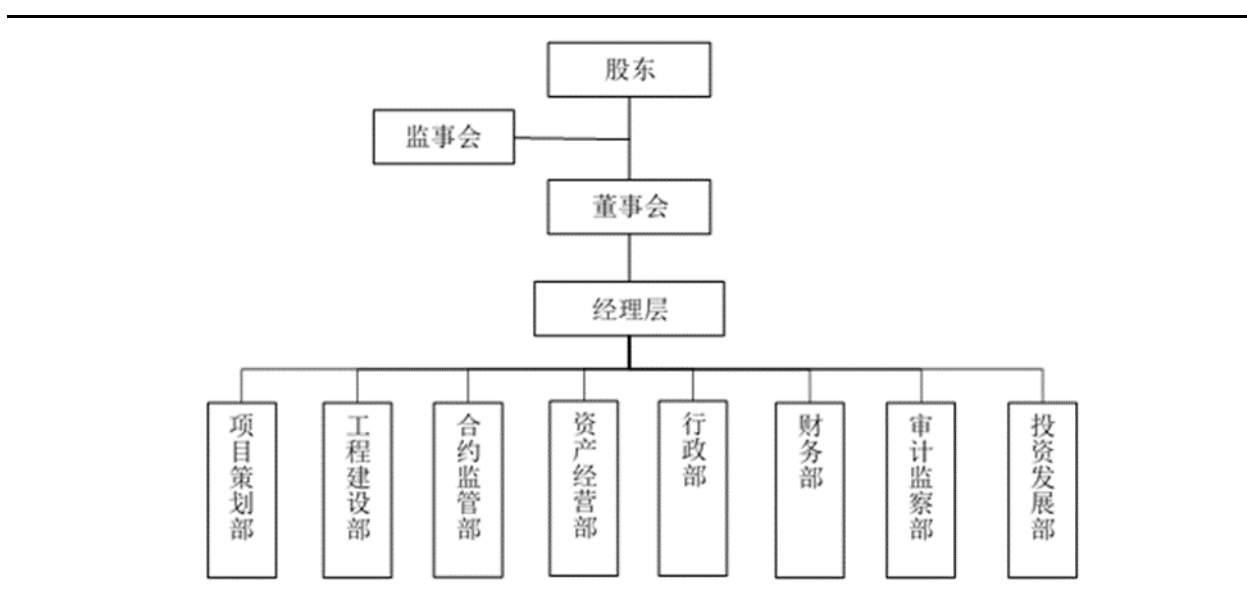 股东
监事会
董事会
经理层
项目策划部
工程建设部
合约监管部
资产经营部
行政部
财务部
审计监察部
投资发展部